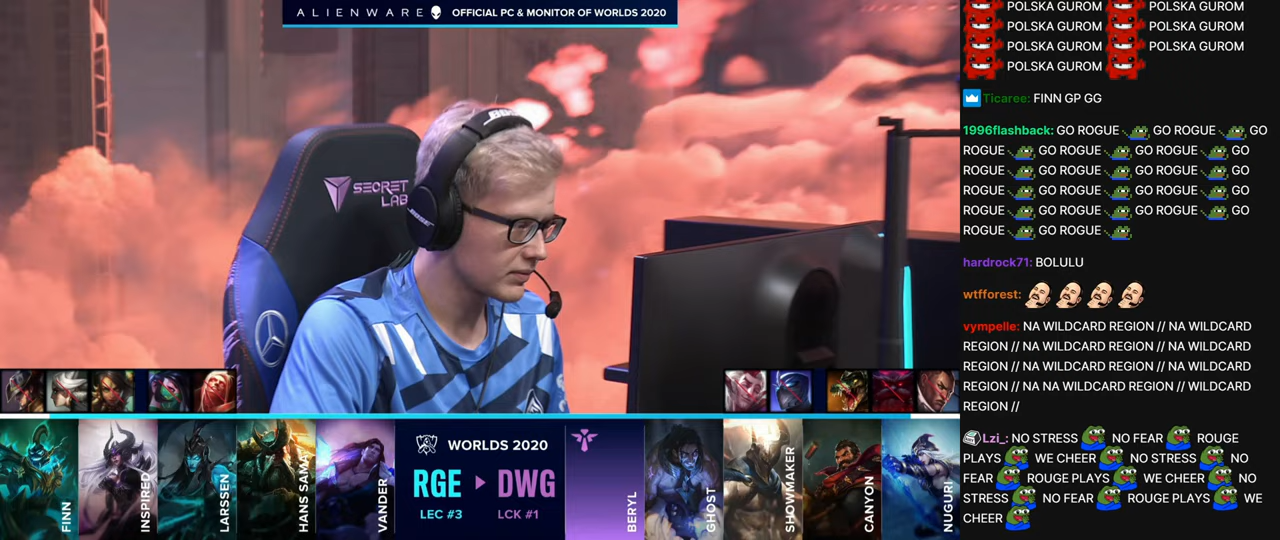 ALIENWARE OFFICIAL PC & MONITOR OF WORLDS 2020
SECRET
LAB
FINN
INSPIRED
LARSSEN
HANS SAMA
VANDER
WORLDS 2020
RGE DWG
LEC #3 LCK #1
BERYL
GHOST
SHOWMAKER
CANYON
NUGURI
POLSKA GUROM POLSKA GUROM
POLSKA GUROM POLSKA GUROM
POLSKA GUROM POLSKA GUROM
POLSKA GUROM
Ticaree: FINN GP GG
1996flashback: GO ROGUE GO ROGUE GO
ROGUE GO ROGUE GO ROGUE GO
ROGUE GO ROGUE GO ROGUE GO
ROGUE GO ROGUE GO ROGUE GO
ROGUE GO ROGUE GO ROGUE GO
ROGUE GO ROGUE
hardrock71: BOLULU
wtfforest:
vympelle: NA WILDCARD REGION // NA WILDCARD
REGION // NA WILDCARD REGION // NA WILDCARD
REGION // NA WILDCARD REGION // NA WILDCARD
REGION // NA NA WILDCARD REGION // WILDCARD
REGION //
Lzi_: NO STRESS NO FEAR ROUGE
PLAYS WE CHEER NO STRESS NO
FEAR ROUGE PLAYS WE CHEER NO
STRESS NO FEAR ROUGE PLAYS WE
CHEER